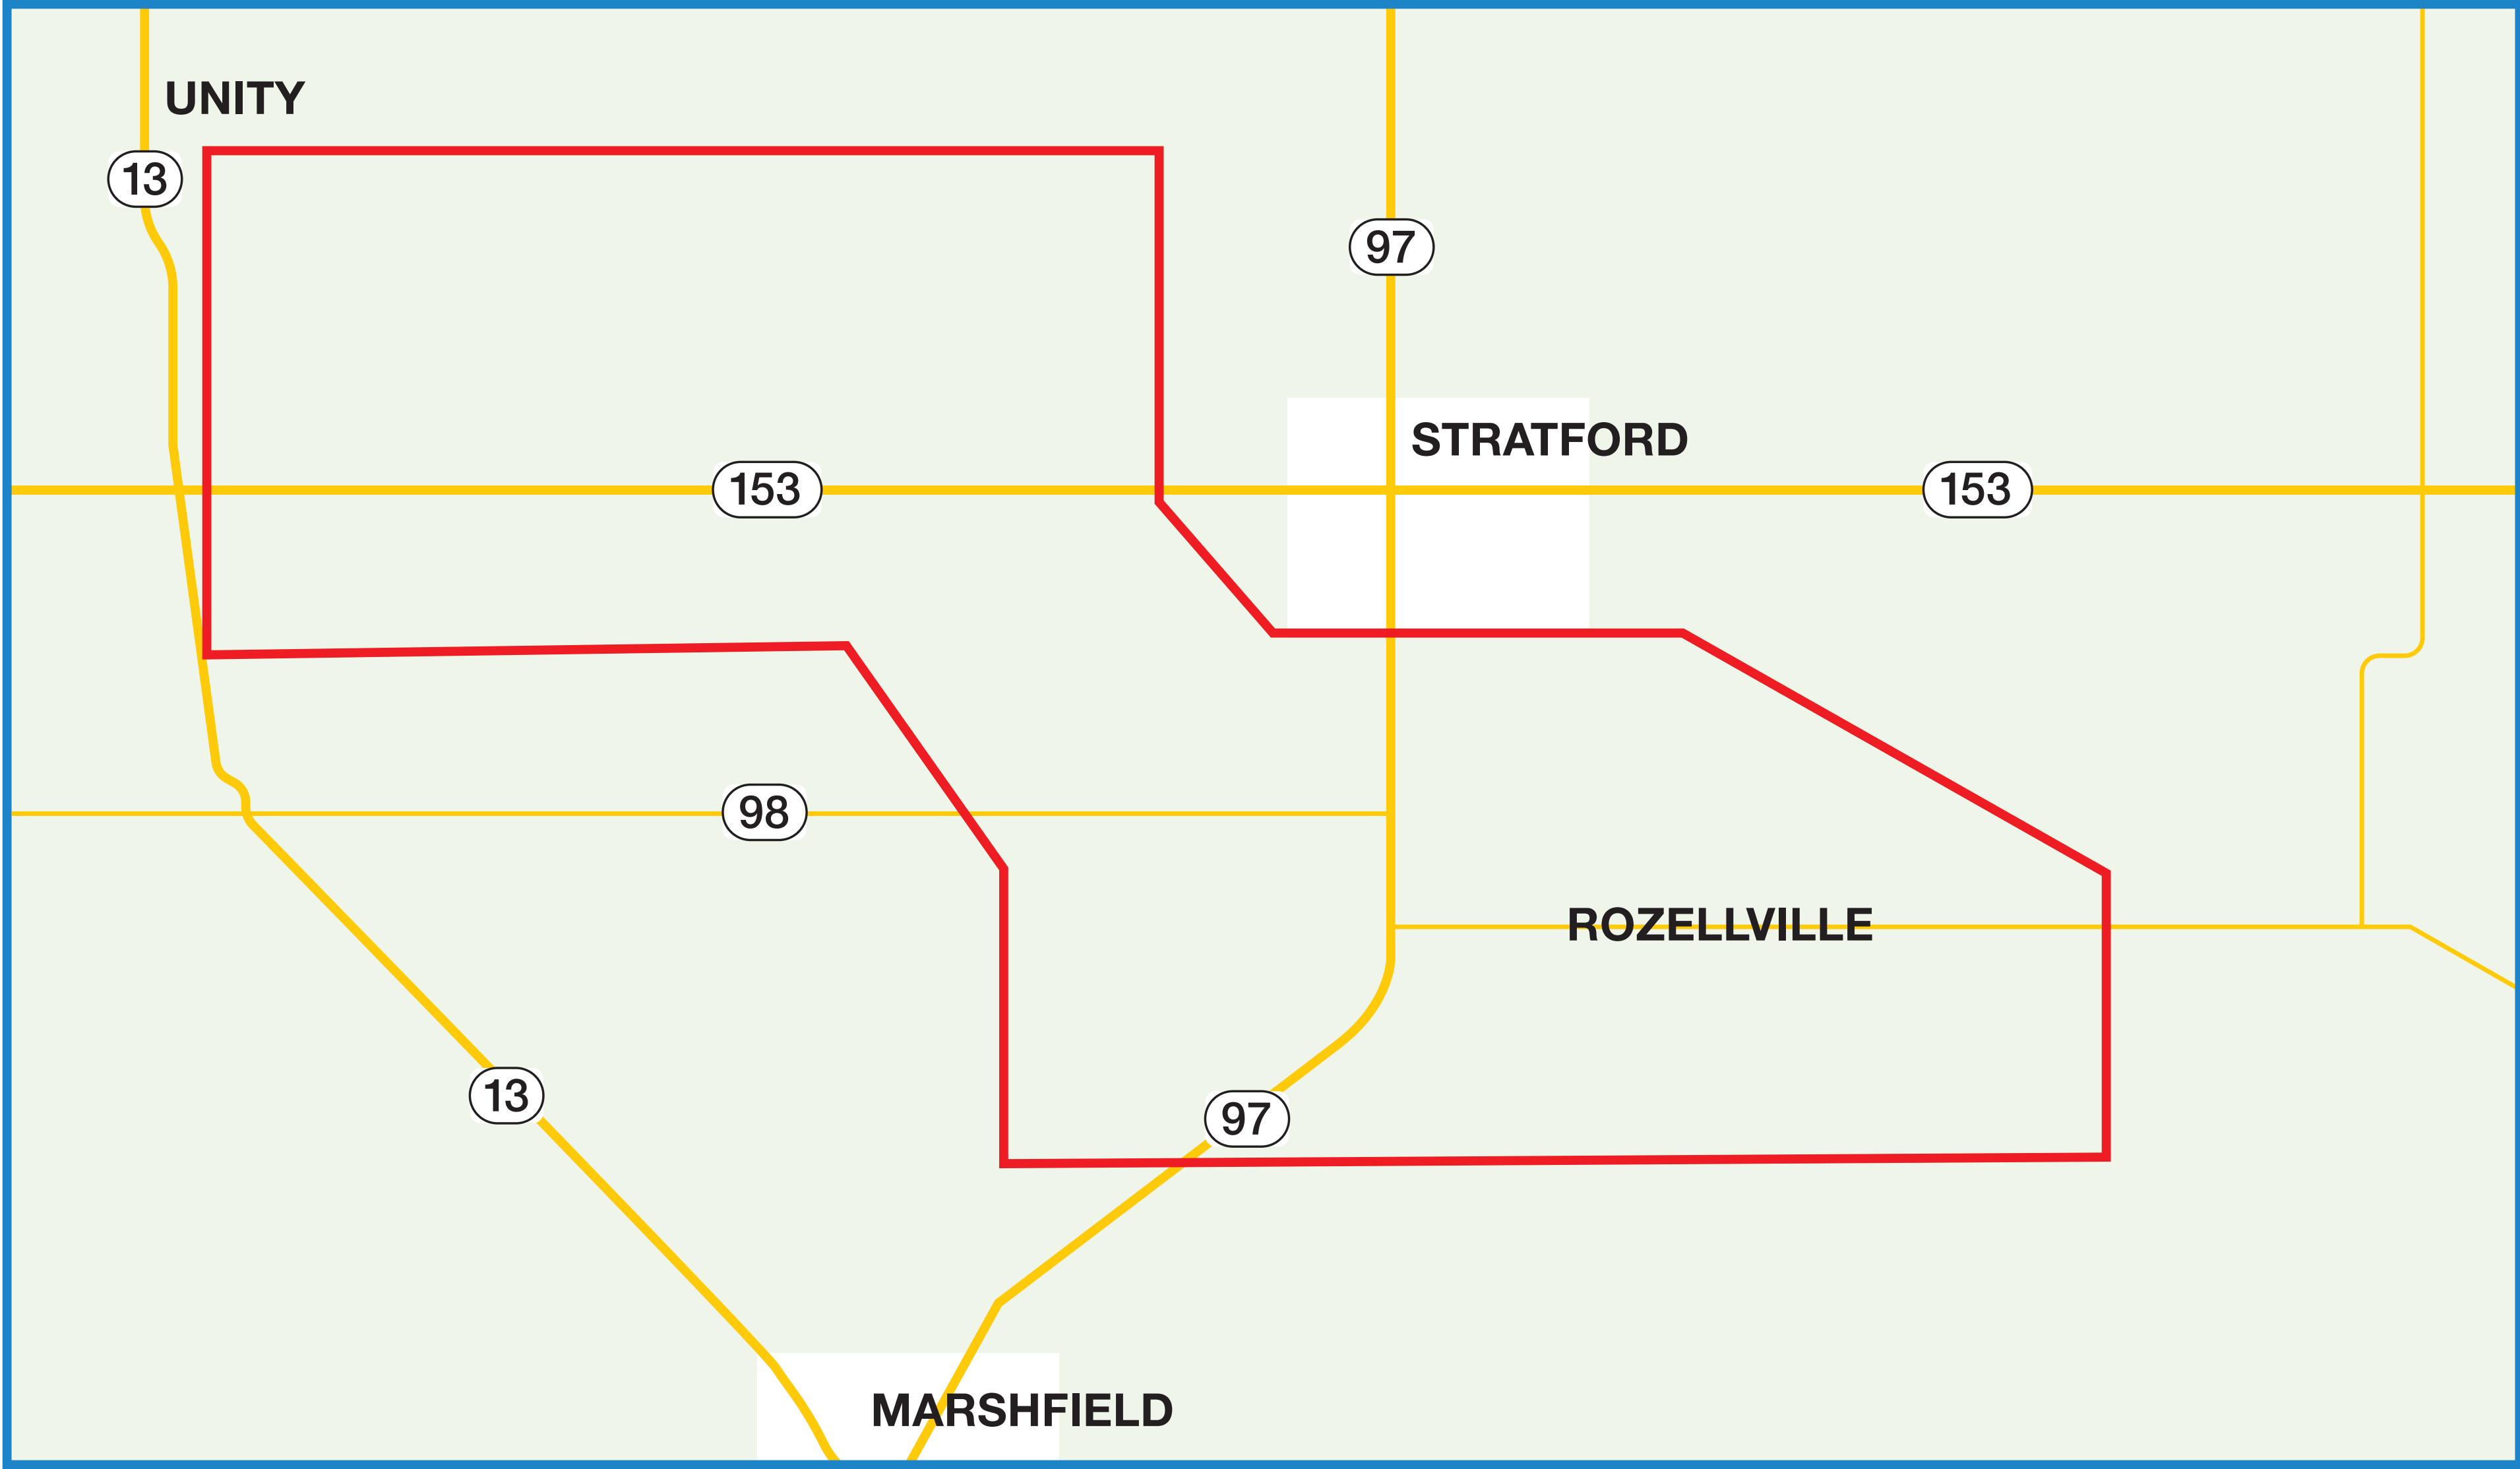 UNITY
13
97
STRATFORD
153
153
98
ROZELLVILLE
13
97
MARSHFIELD